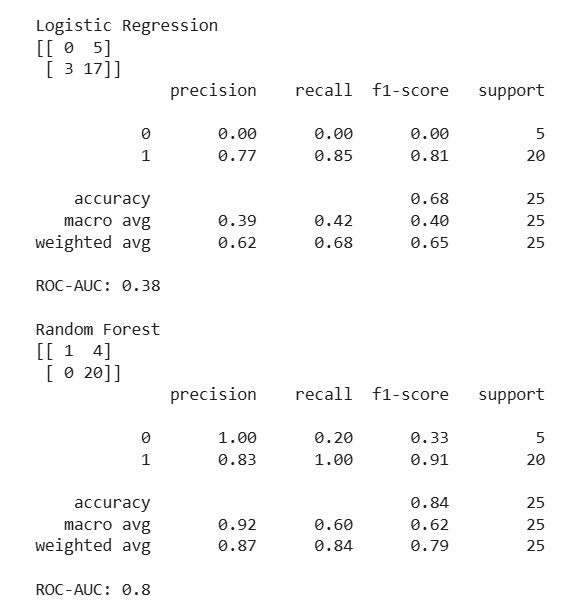 Logistic Regression
[[ 0  5]
 [ 3 17]]
              precision    recall  f1-score   support

           0       0.00      0.00      0.00         5
           1       0.77      0.85      0.81        20

    accuracy                           0.68        25
   macro avg       0.39      0.42      0.40        25
weighted avg       0.62      0.68      0.65        25

ROC-AUC: 0.38

Random Forest
[[ 1  4]
 [ 0 20]]
              precision    recall  f1-score   support

           0       1.00      0.20      0.33         5
           1       0.83      1.00      0.91        20

    accuracy                           0.84        25
   macro avg       0.92      0.60      0.62        25
weighted avg       0.87      0.84      0.79        25

ROC-AUC: 0.8